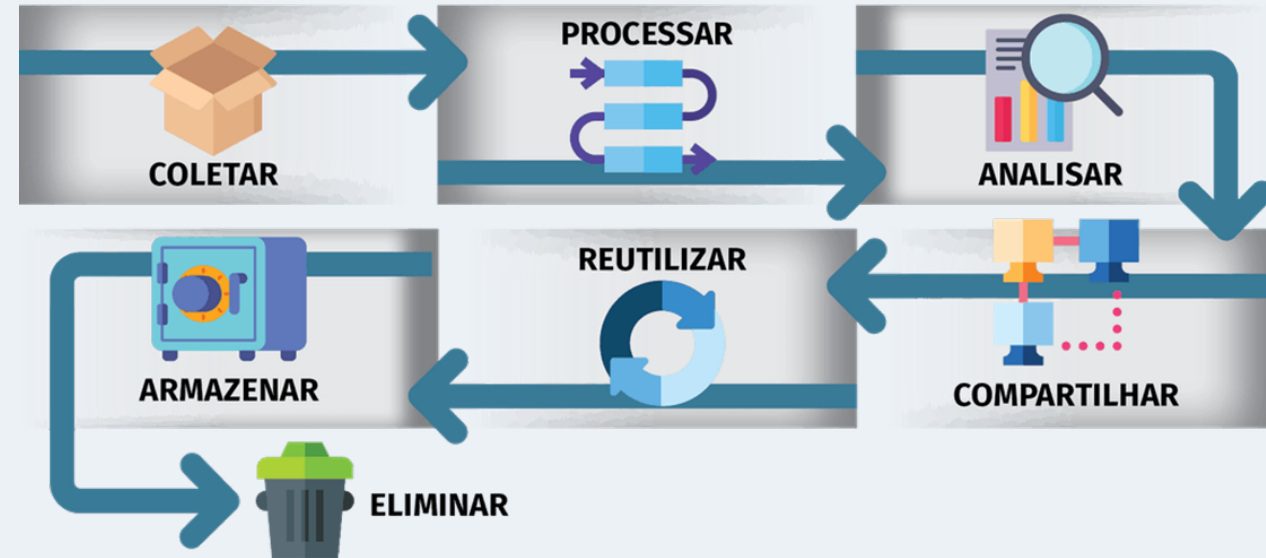 COLETAR
PROCESSAR
ANALISAR
COMPARTILHAR
REUTILIZAR
ARMAZENAR
ELIMINAR